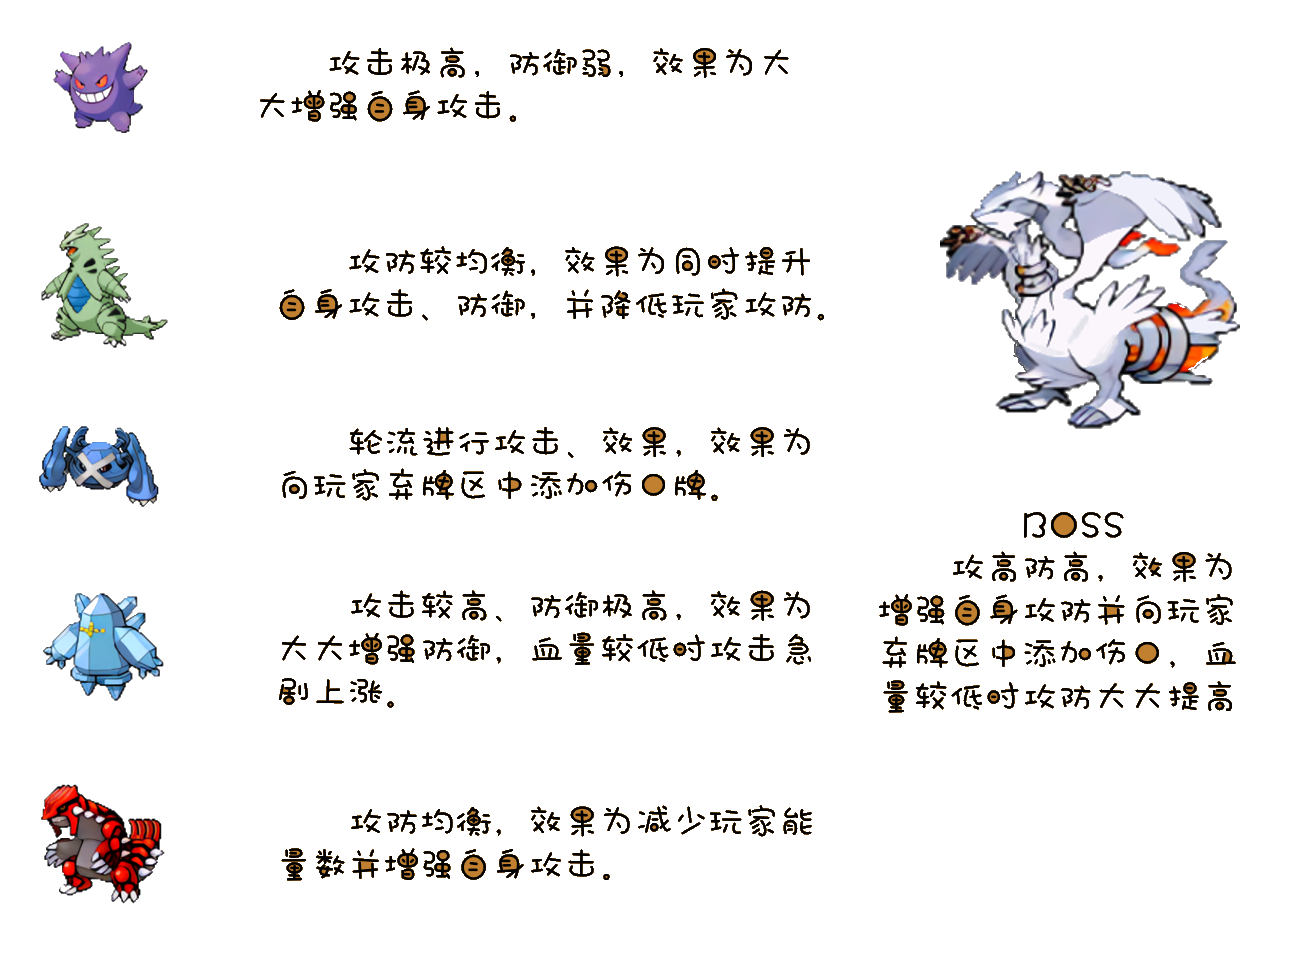 攻击极高，防御弱，效果为大
大增强自身攻击。
攻防较均衡，效果为同时提升
自身攻击、防御，并降低玩家攻防。
轮流进行攻击、效果，效果为
向玩家弃牌区中添加伤口牌。
攻击较高、防御极高，效果为
大大增强防御，血量较低时攻击急
剧上涨。
攻防均衡，效果为减少玩家能
量数并增强自身攻击。
BOSS
攻高防高，效果为
增强自身攻防并向玩家
弃牌区中添加伤口，血
量较低时攻防大大提高